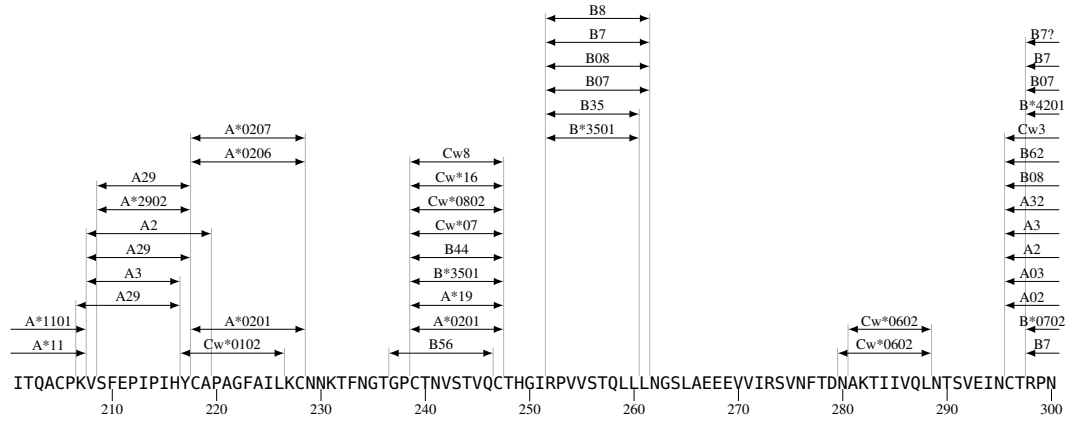 B8
B7 B7?
B08 B7
B07 B07
B35 B*4201
A*0207 B*3501 Cw3
A*0206 Cw8 B62
A29 Cw*16 B08
A*2902 Cw*0802 A32
A2 Cw*07 A3
A29 B44 A2
A3 B*3501 A03
A29 A*19 A02
A*1101 A*0201 A*0201 Cw*0602 B*0702
A*11 Cw*0102 B56 Cw*0602 B7
ITQACPKVSFEPIPIHYCAPAGFAILKCNNKTFNGTGPCTNVSTVQCTHGIRPVVSTQLLLNGSLAEEEVVIRSVNFTDNAKTIIVQLNTSVEINCTRPN
210 220 230 240 250 260 270 280 290 300